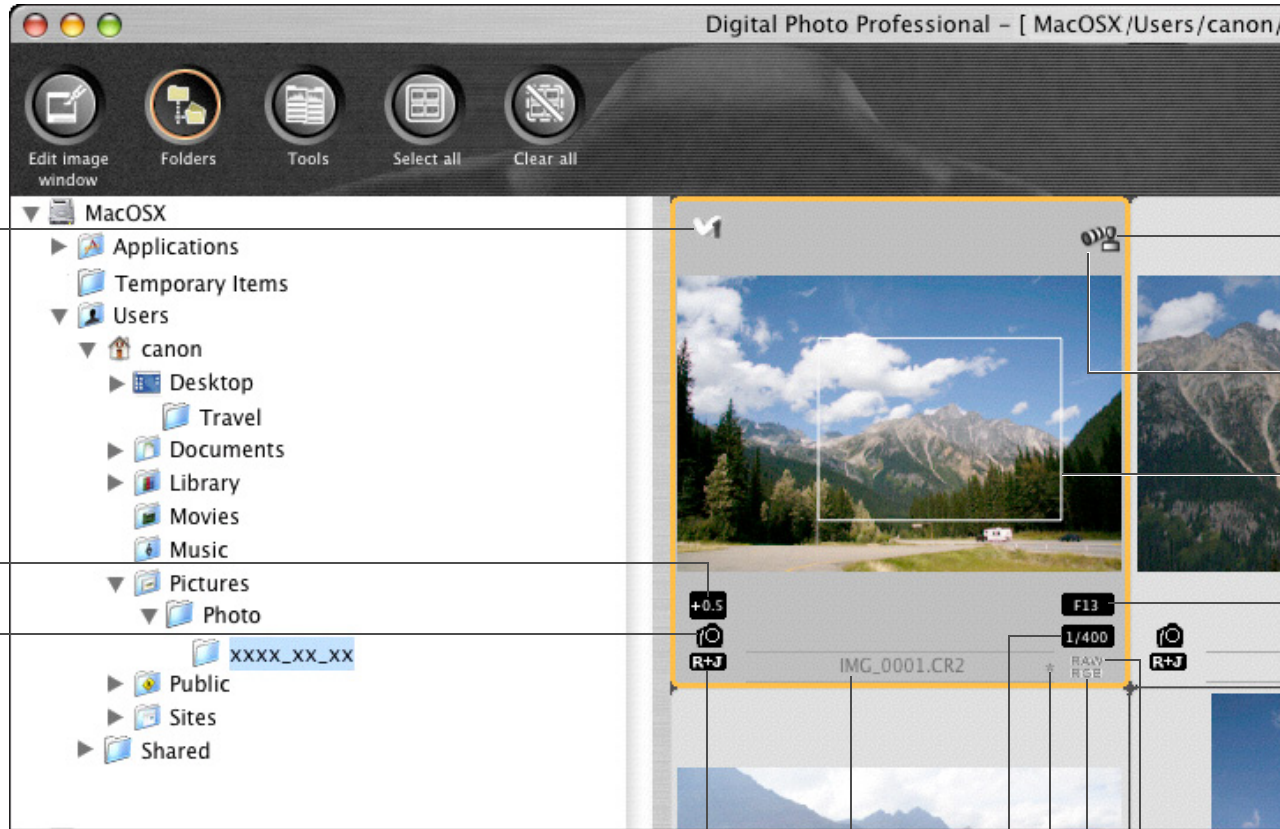 Digital Photo Professional – [ MacOSX/Users/canon/
Edit image
window
Folders
Tools
Select all
Clear all
MacOSX
Applications
Temporary Items
Users
canon
Desktop
Travel
Documents
Library
Movies
Music
Pictures
Photo
xxxx_xx_xx
Public
Sites
Shared
1
+0.5
F13
1/400
R+J
IMG_0001.CR2
*
RAW
RGB
R+J